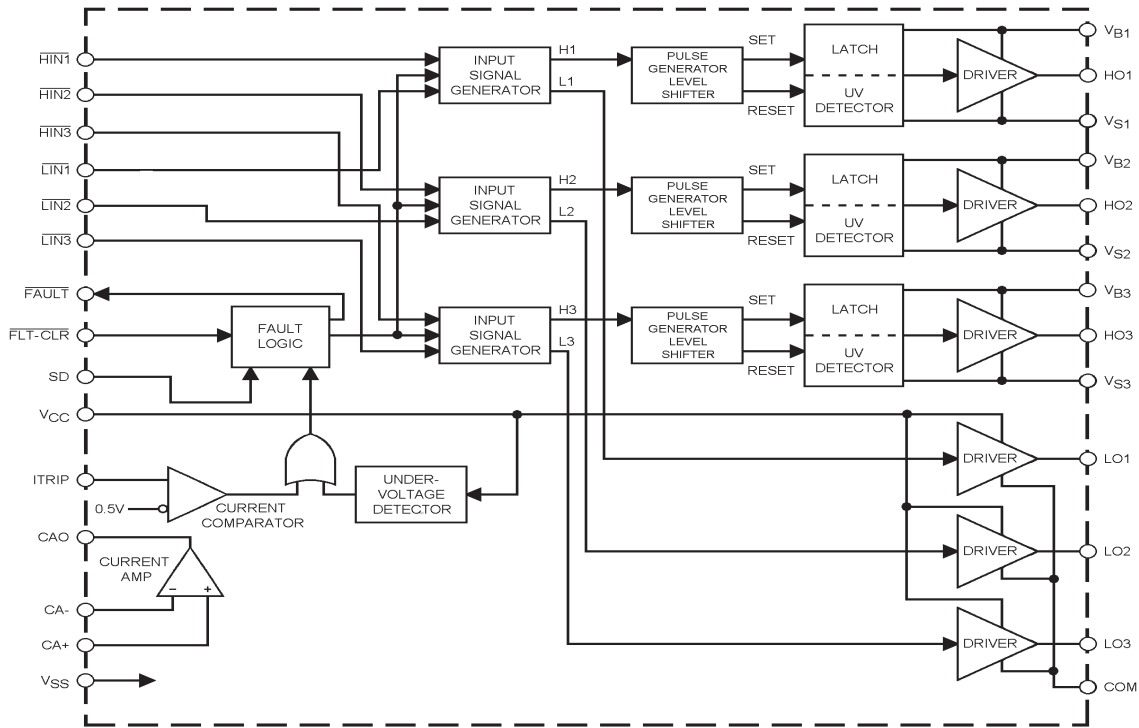 HIN1
HIN2
HIN3
LIN1
LIN2
LIN3
FAULT
FLT-CLR
SD
VCC
ITRIP
0.5V
CAO
CA-
CA+
VSS
INPUT
SIGNAL
GENERATOR
H1
L1
PULSE
GENERATOR
LEVEL
SHIFTER
SET
RESET
LATCH
UV
DETECTOR
DRIVER
VB1
HO1
VS1
INPUT
SIGNAL
GENERATOR
H2
L2
PULSE
GENERATOR
LEVEL
SHIFTER
SET
RESET
LATCH
UV
DETECTOR
DRIVER
VB2
HO2
VS2
FAULT
LOGIC
INPUT
SIGNAL
GENERATOR
H3
L3
PULSE
GENERATOR
LEVEL
SHIFTER
SET
RESET
LATCH
UV
DETECTOR
DRIVER
VB3
HO3
VS3
CURRENT
COMPARATOR
UNDER-
VOLTAGE
DETECTOR
CURRENT
AMP
-
+
DRIVER
LO1
DRIVER
LO2
DRIVER
LO3
COM